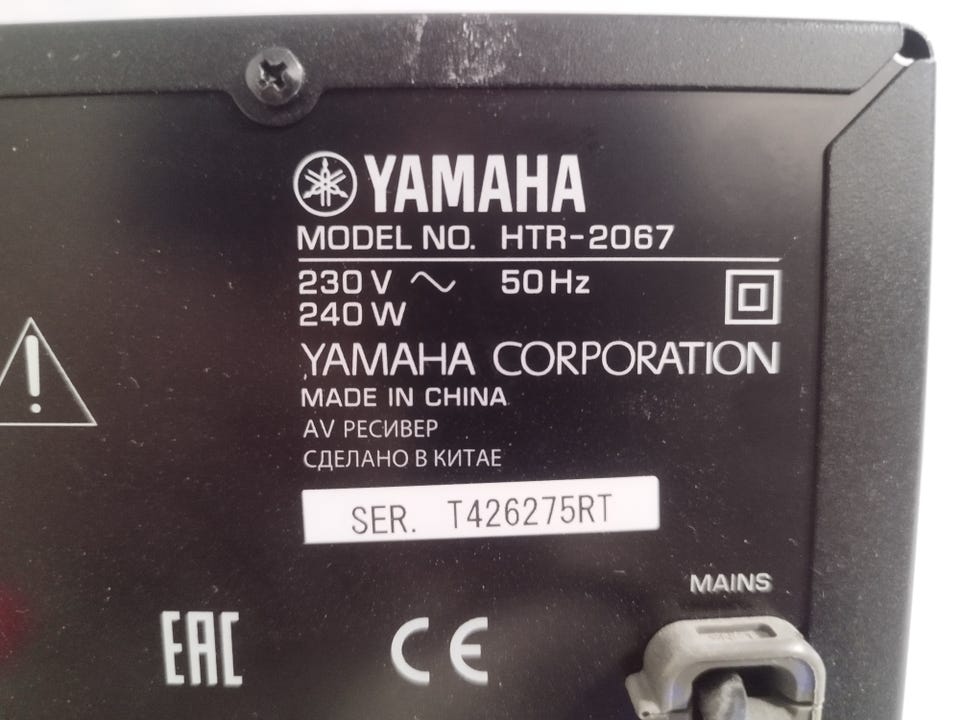 YAMAHA
MODEL NO. HTR-2067
230 V ~ 50 Hz
240 W
YAMAHA CORPORATION
MADE IN CHINA
AV РЕСИВЕР
СДЕЛАНО В КИТАЕ
SER. T426275RT
MAINS
EAC CE